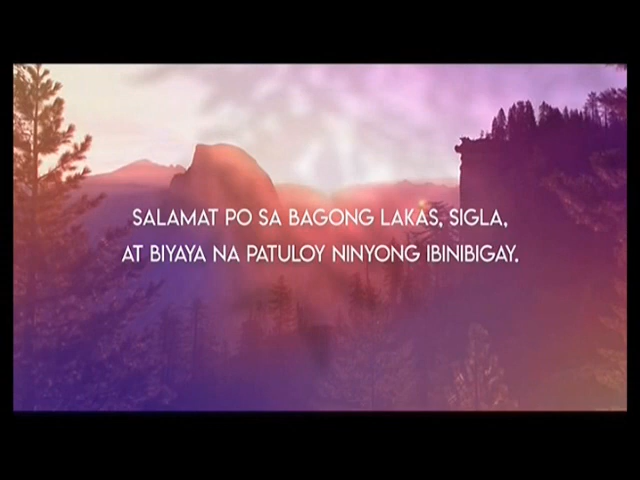 SALAMAT PO SA BAGONG LAKAS, SIGLA,
AT BIYAYA NA PATULOY NINYONG IBINIBIGAY.